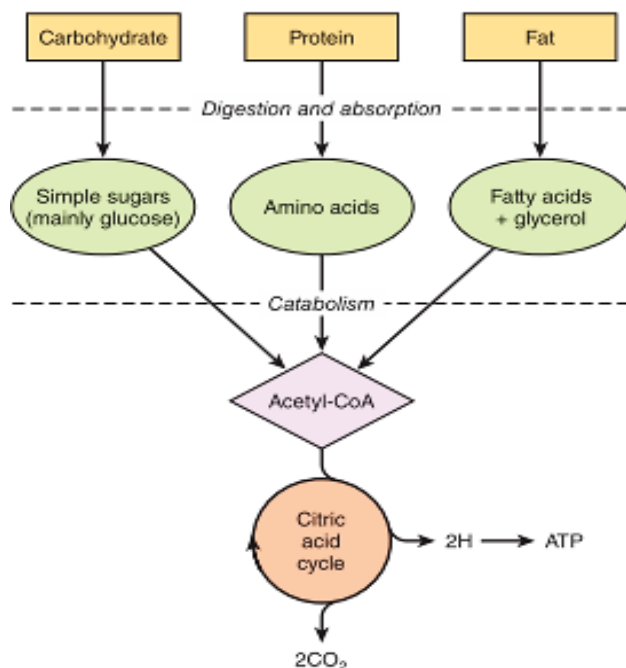 Carbohydrate
Protein
Fat
Digestion and absorption
Simple sugars
(mainly glucose)
Amino acids
Fatty acids
+ glycerol
Catabolism
Acetyl-CoA
Citric
acid
cycle
2H
ATP
2CO₂